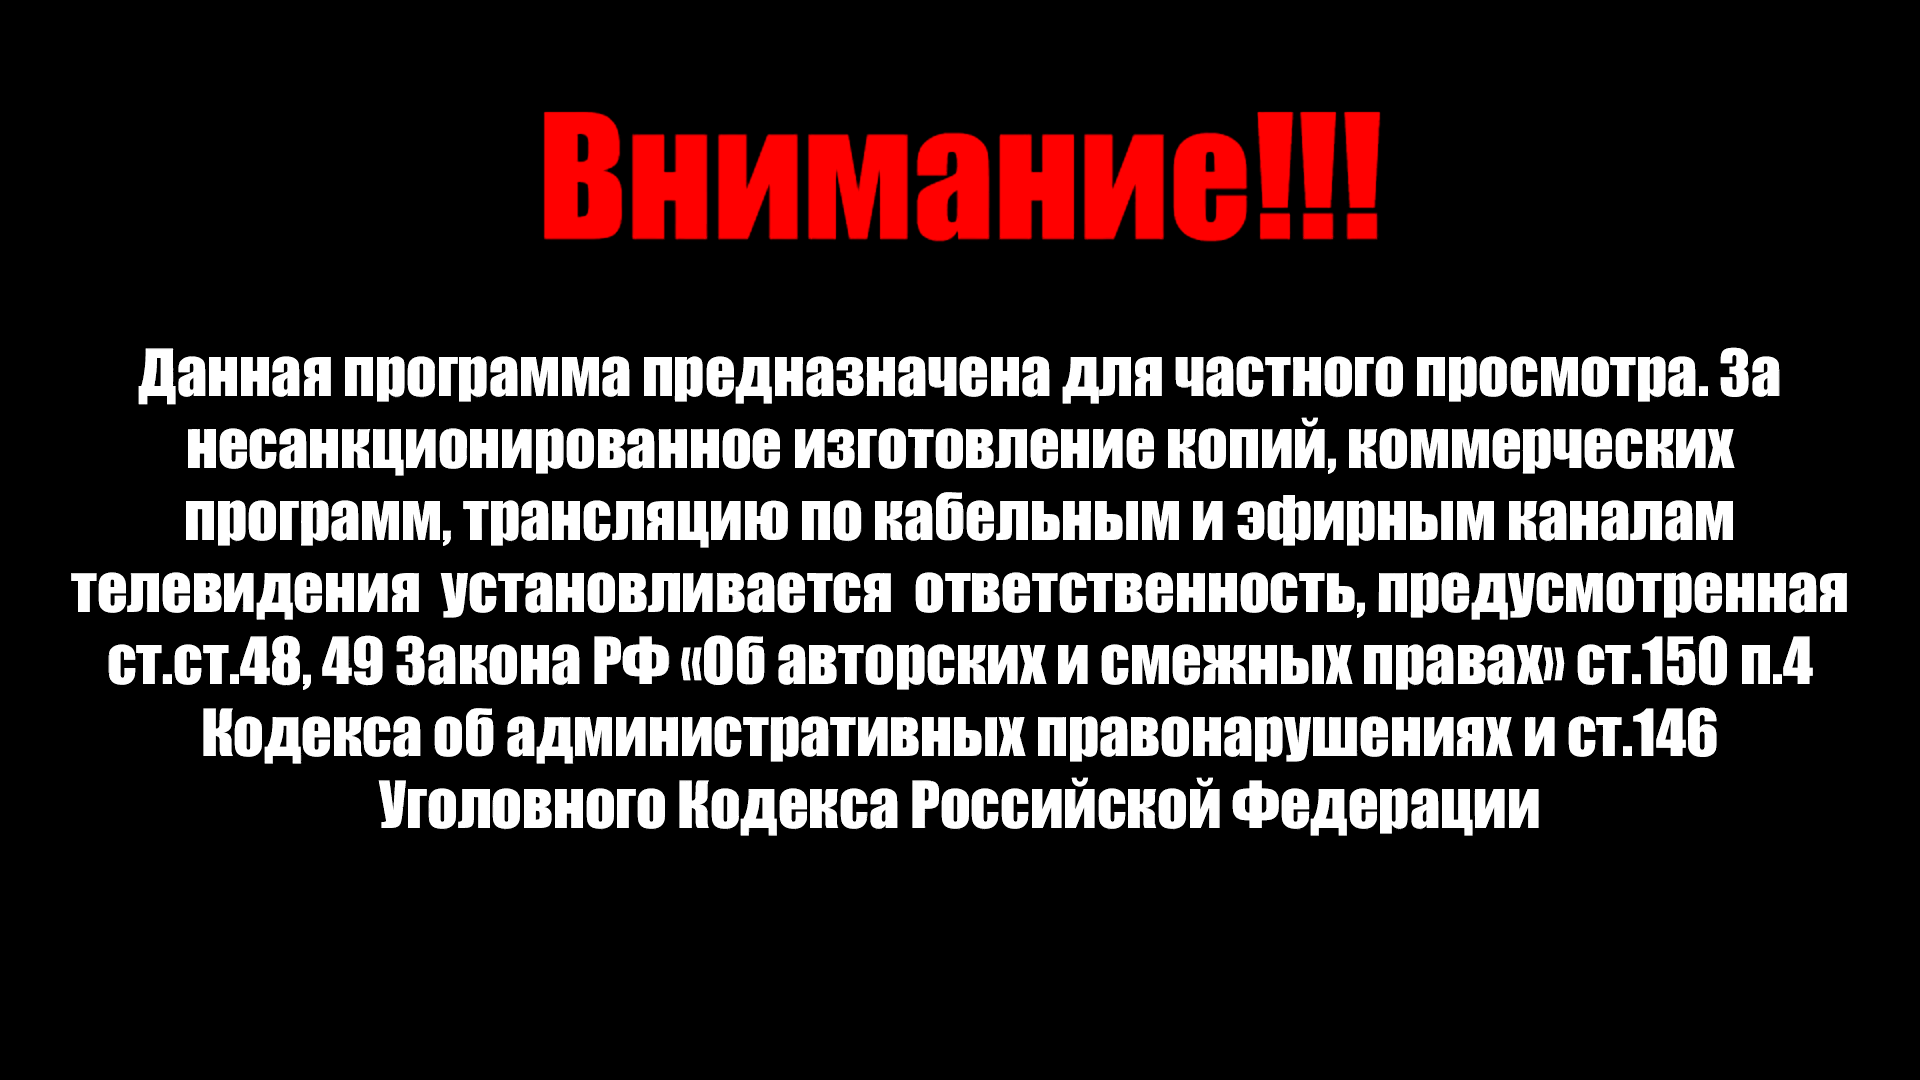 Внимание!!!
Данная программа предназначена для частного просмотра. За
несанкционированное изготовление копий, коммерческих
программ, трансляцию по кабельным и эфирным каналам
телевидения  установливается  ответственность, предусмотренная
ст.ст.48, 49 Закона РФ «Об авторских и смежных правах» ст.150 п.4
Кодекса об административных правонарушениях и ст.146
Уголовного Кодекса Российской Федерации